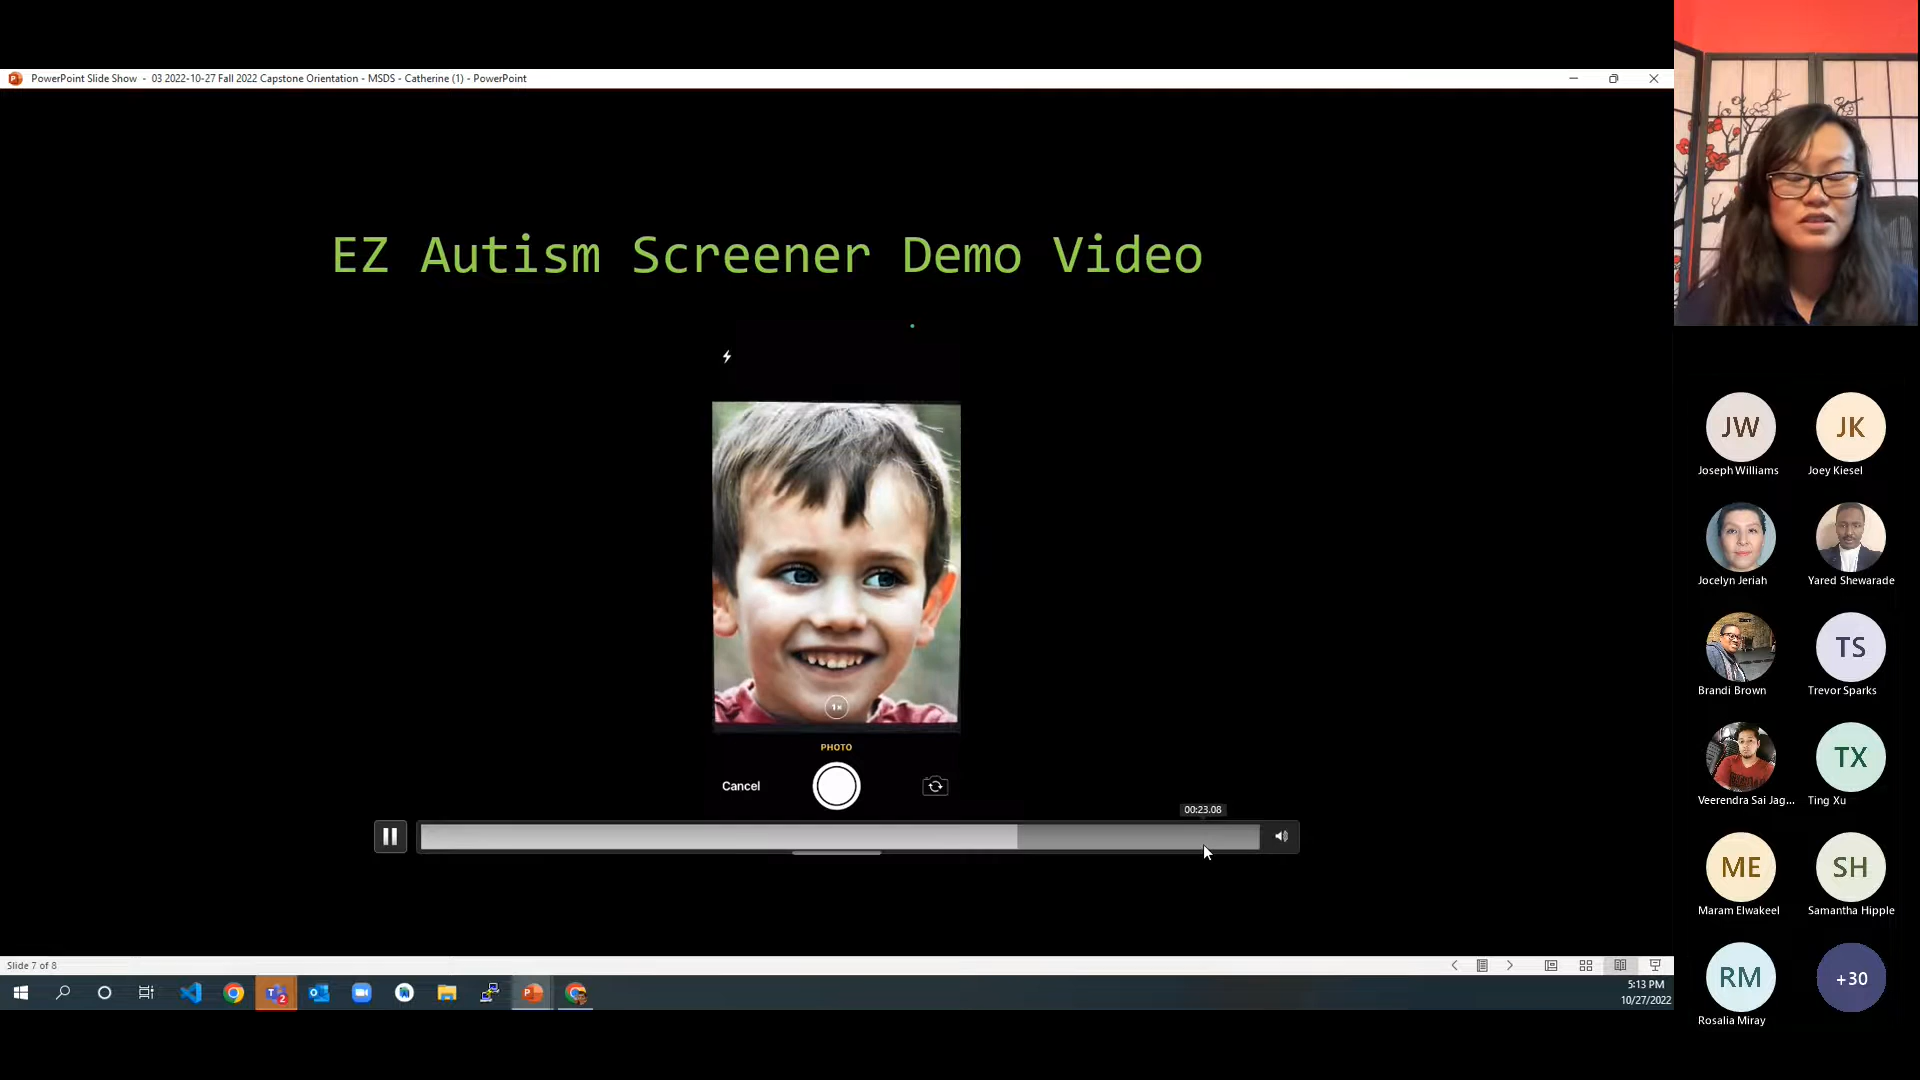 PowerPoint Slide Show - 03 2022-10-27 Fall 2022 Capstone Orientation - MSDS - Catherine (1) - PowerPoint
EZ Autism Screener Demo Video
1×
PHOTO
Cancel
00:23.08
Slide 7 of 8
2
5:13 PM
10/27/2022
JW
JK
Joseph Williams
Joey Kiesel
Jocelyn Jeriah
Yared Shewarade
TS
Brandi Brown
Trevor Sparks
TX
Veerendra Sai Jag...
Ting Xu
ME
SH
Maram Elwakeel
Samantha Hipple
RM
+30
Rosalia Miray